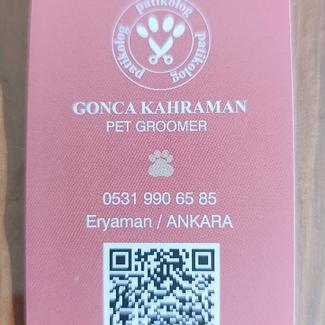 patikolog
patikolog
patikolog
GONCA KAHRAMAN
PET GROOMER
0531 990 65 85
Eryaman / ANKARA